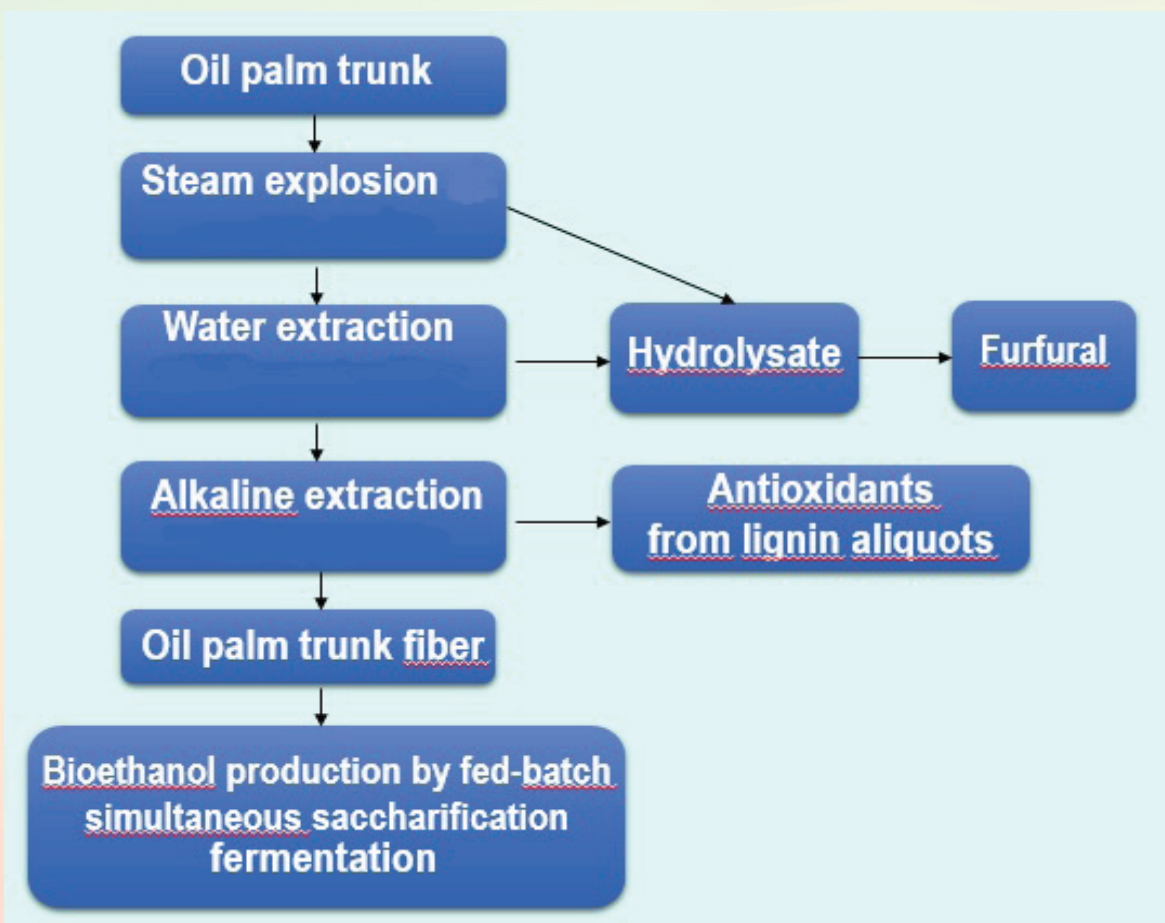 Oil palm trunk
Steam explosion
Water extraction
Hydrolysate
Furfural
Alkaline extraction
Antioxidants
from lignin aliquots
Oil palm trunk fiber
Bioethanol production by fed-batch
simultaneous saccharification
fermentation